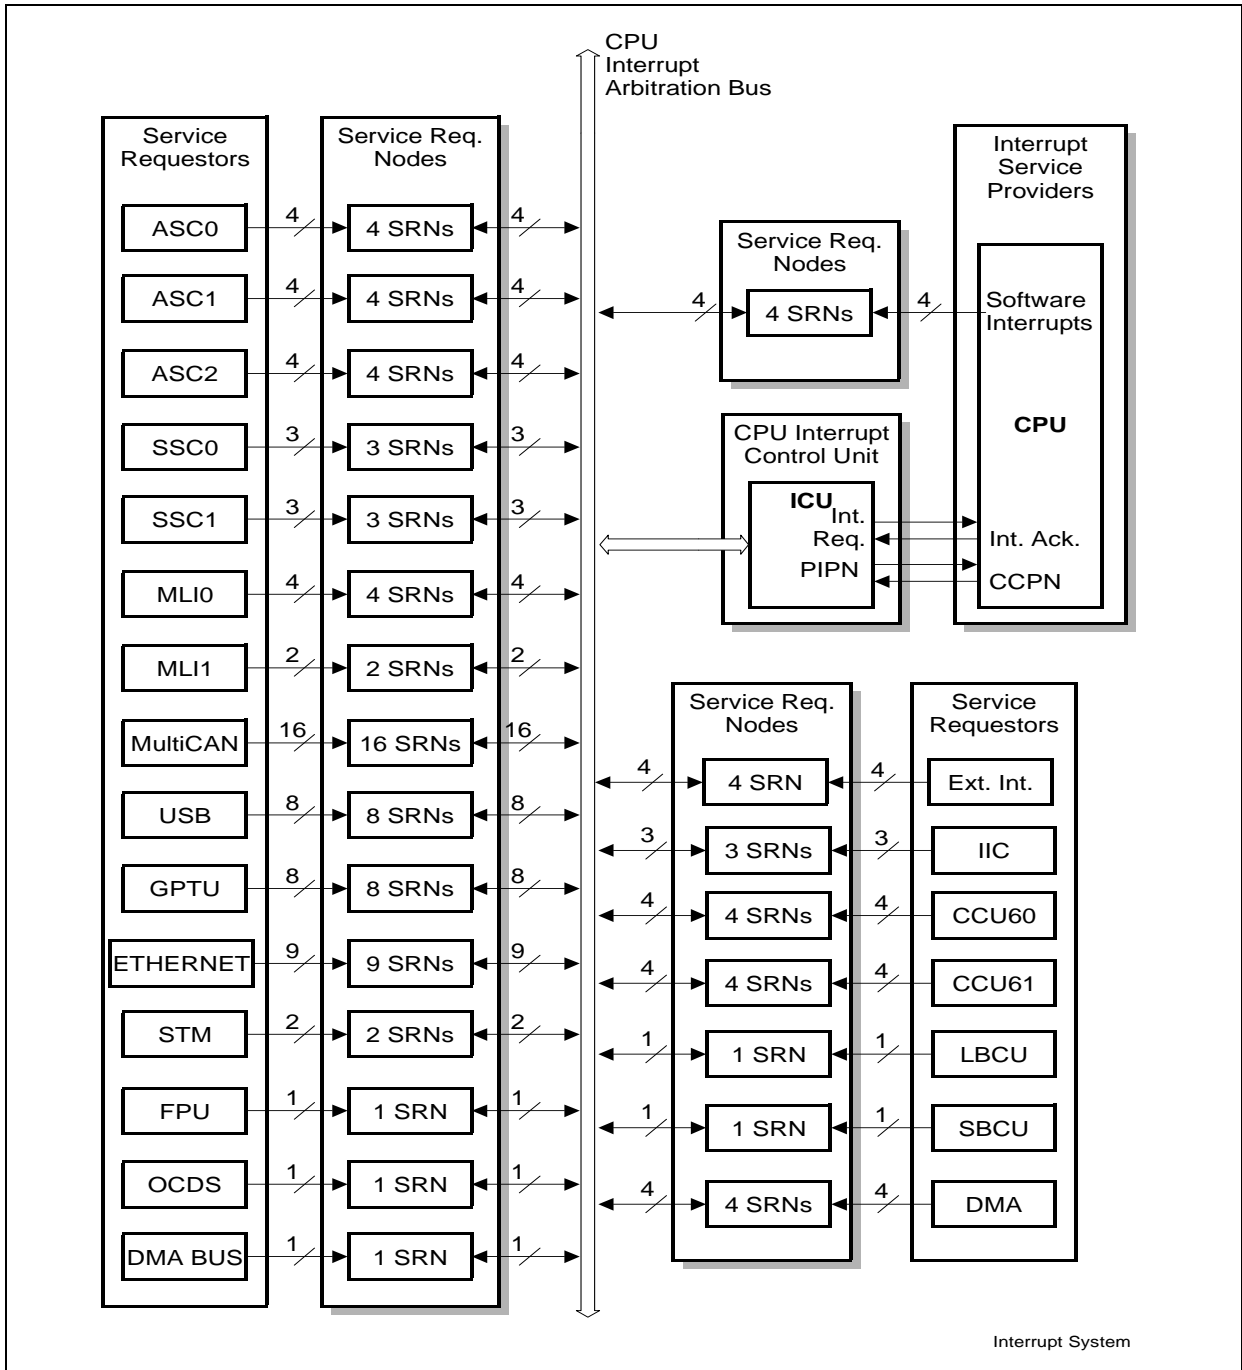 CPU
Interrupt
Arbitration Bus
Service
Requestors
Service Req.
Nodes
ASC0
4
4 SRNs
4
ASC1
4
4 SRNs
4
ASC2
4
4 SRNs
4
SSC0
3
3 SRNs
3
SSC1
3
3 SRNs
3
MLI0
4
4 SRNs
4
MLI1
2
2 SRNs
2
MultiCAN
16
16 SRNs
16
USB
8
8 SRNs
8
GPTU
8
8 SRNs
8
ETHERNET
9
9 SRNs
9
STM
2
2 SRNs
2
FPU
1
1 SRN
1
OCDS
1
1 SRN
1
DMA BUS
1
1 SRN
1
Interrupt
Service
Providers
Service Req.
Nodes
4
4 SRNs
4
Software
Interrupts
CPU
CPU Interrupt
Control Unit
ICU
Int.
Req.
PIPN
Int. Ack.
CCPN
Service Req.
Nodes
Service
Requestors
4
4 SRN
4
Ext. Int.
3
3 SRNs
3
IIC
4
4 SRNs
4
CCU60
4
4 SRNs
4
CCU61
1
1 SRN
1
LBCU
1
1 SRN
1
SBCU
4
4 SRNs
4
DMA
Interrupt System